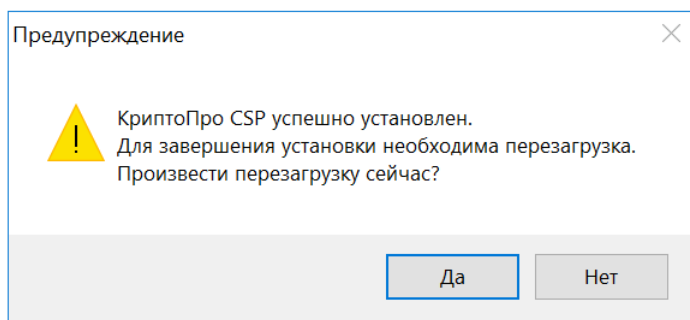 Предупреждение
КриптоПро CSP успешно установлен.
Для завершения установки необходима перезагрузка.
Произвести перезагрузку сейчас?
Да
Нет